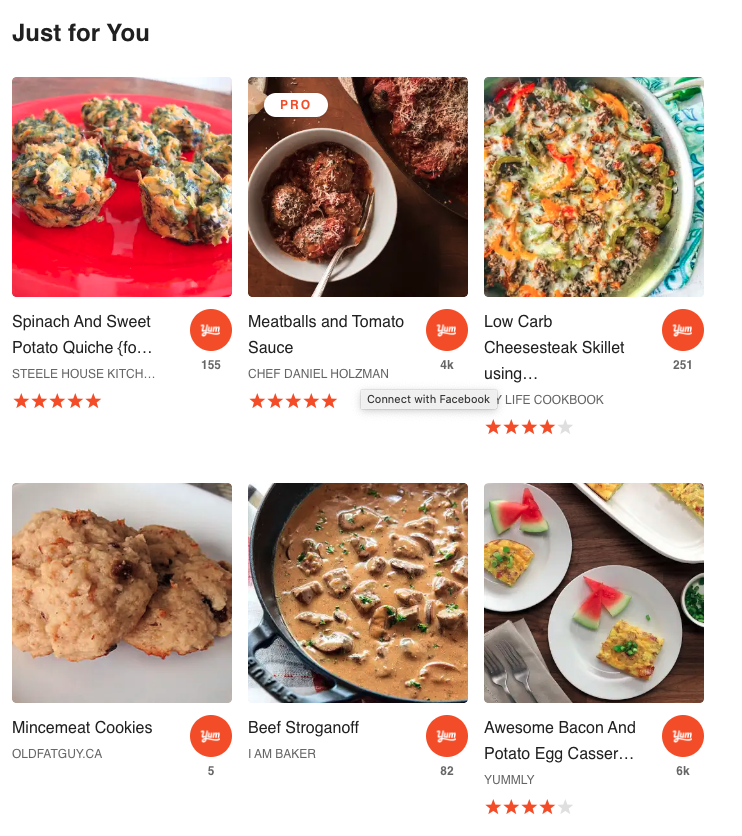 Just for You
PRO
Spinach And Sweet
Potato Quiche {fo...
STEELE HOUSE KITCH...
Yum
155
Meatballs and Tomato
Sauce
CHEF DANIEL HOLZMAN
Yum
4k
Connect with Facebook
Low Carb
Cheesesteak Skillet
using...
Y LIFE COOKBOOK
Yum
251
Mincemeat Cookies
OLDFATGUY.CA
Yum
5
Beef Stroganoff
I AM BAKER
Yum
82
Awesome Bacon And
Potato Egg Casser...
YUMMLY
Yum
6k